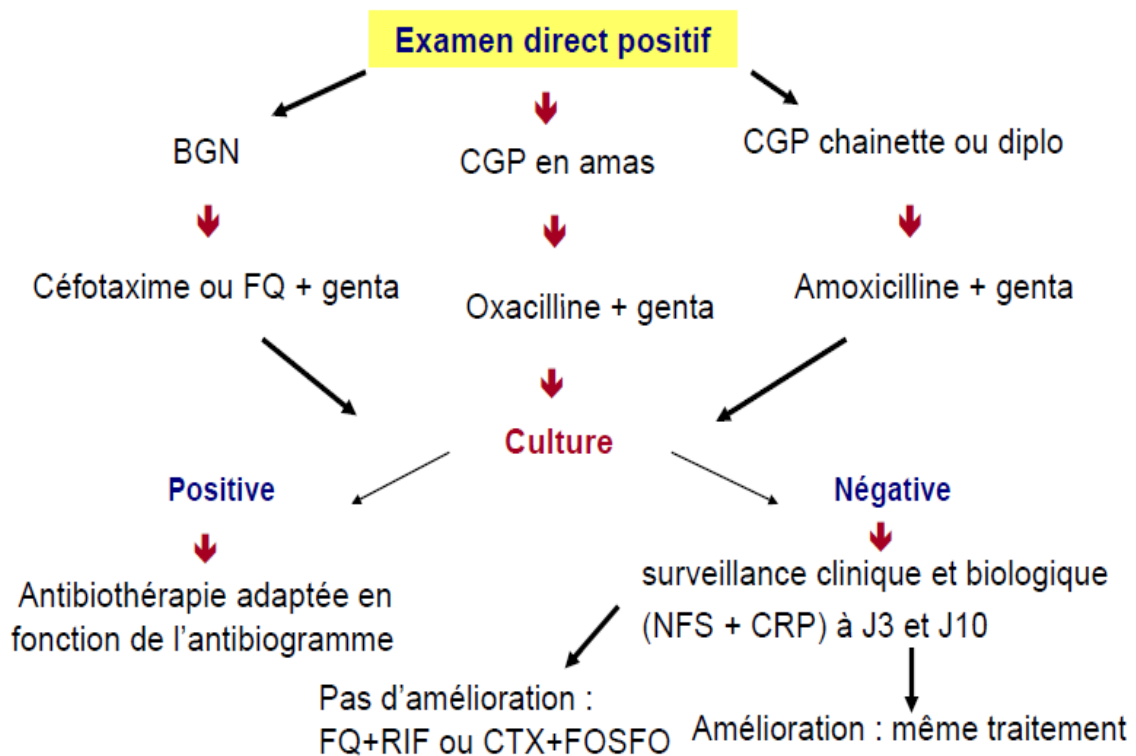 Examen direct positif
BGN
CGP en amas
CGP chainette ou diplo
Céfotaxime ou FQ + genta
Oxacilline + genta
Amoxicilline + genta
Culture
Positive
Négative
Antibiothérapie adaptée en
fonction de l'antibiogramme
surveillance clinique et biologique
(NFS + CRP) à J3 et J10
Pas d'amélioration :
FQ+RIF ou CTX+FOSFO
Amélioration : même traitement